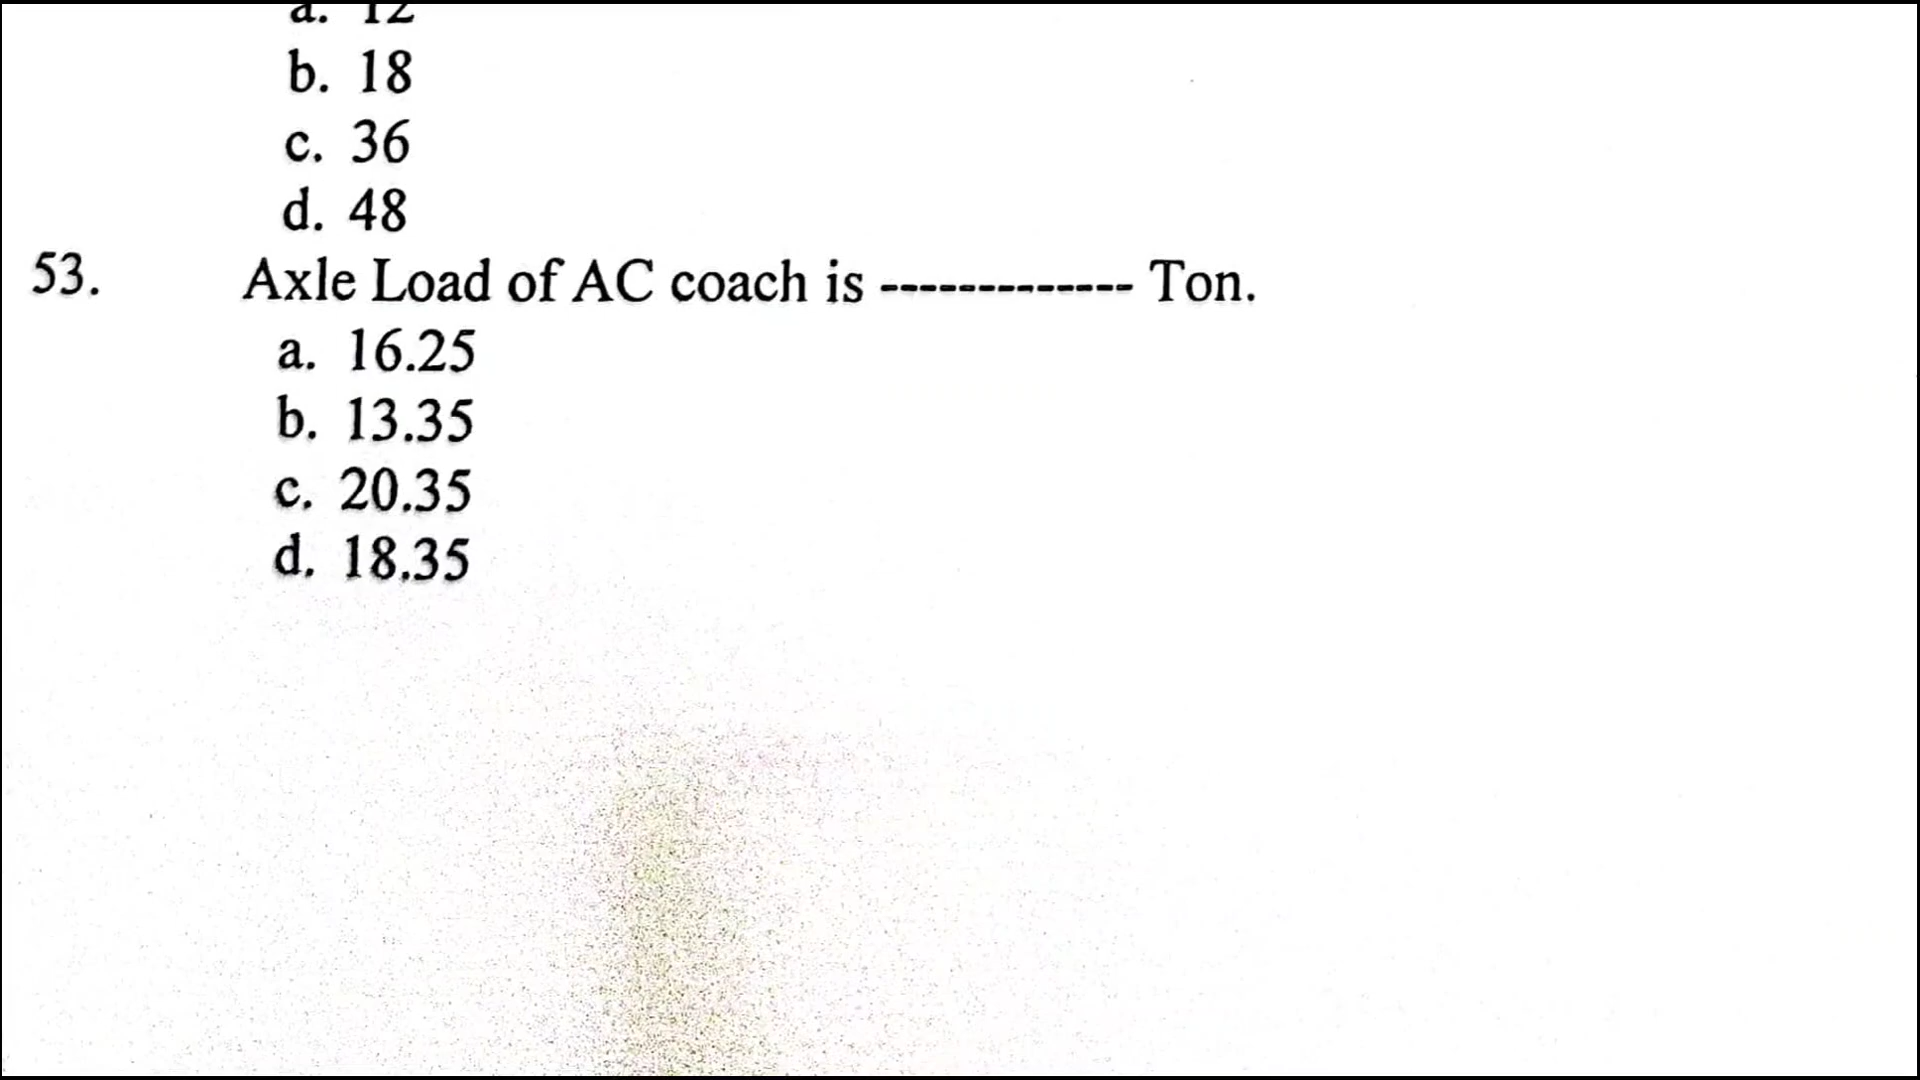 a. 12
b. 18
c. 36
d. 48
53. Axle Load of AC coach is ------------- Ton.
a. 16.25
b. 13.35
c. 20.35
d. 18.35